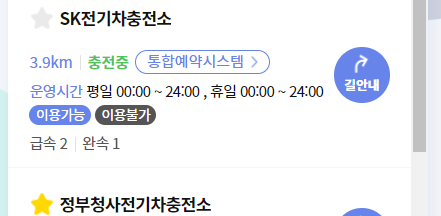 SK전기차충전소
3.9km 충전중 통합예약시스템
운영시간 평일 00:00 ~ 24:00 , 휴일 00:00 ~ 24:00
길안내
이용가능 이용불가
급속 2 완속 1
정부청사전기차충전소